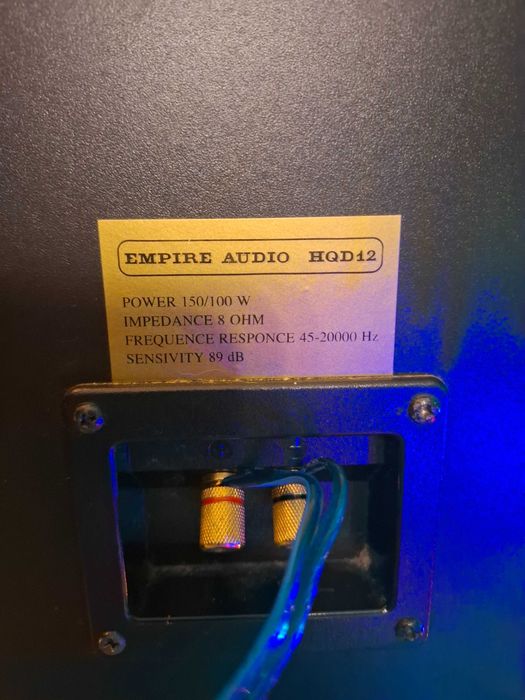 EMPIRE AUDIO HQD12
POWER 150/100 W
IMPEDANCE 8 OHM
FREQUENCE RESPONCE 45-20000 Hz
SENSIVITY 89 dB